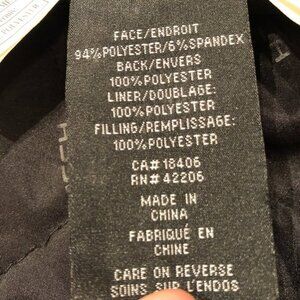 FACE/ENDROIT
94%POLYESTER/6%SPANDEX
BACK/ENVERS
100%POLYESTER
LINER/DOUBLAGE:
100%POLYESTER
FILLING/REMPLISSAGE:
100%POLYESTER
CA# 18406
RN# 42206
MADE IN
CHINA
FABRIQUÉ EN
CHINE
CARE ON REVERSE
SOINS SUR L'ENDOS